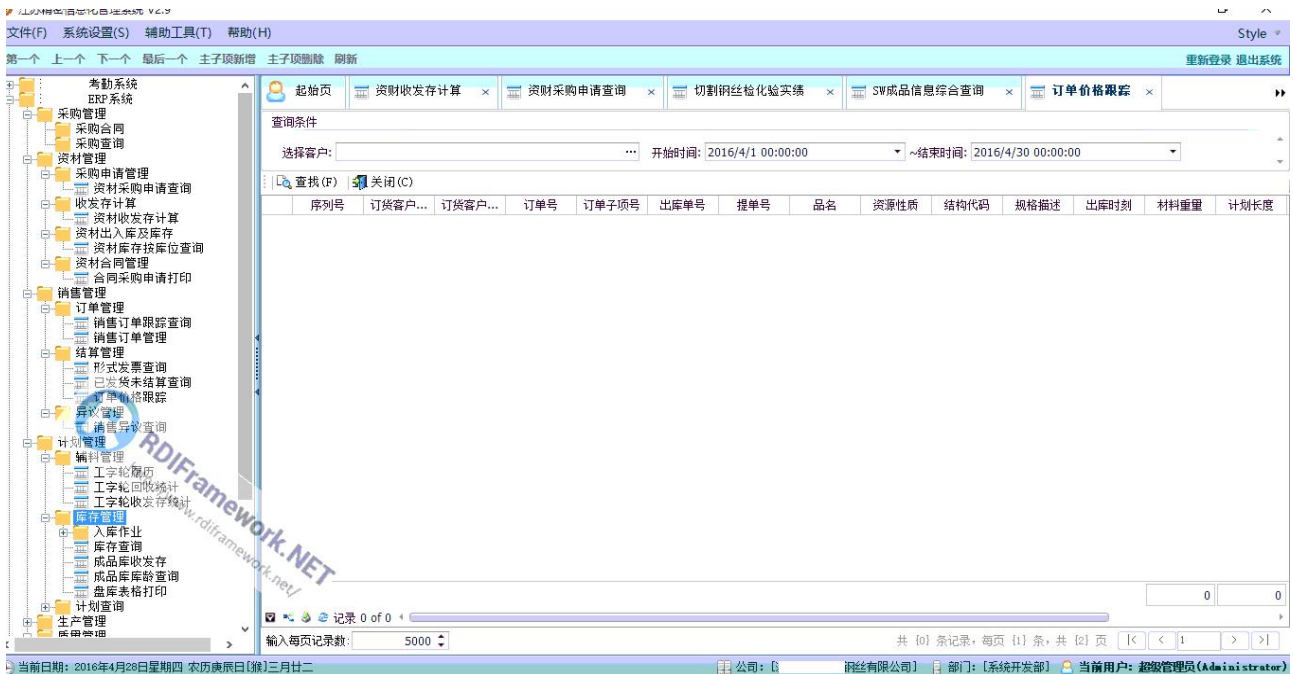 江苏精密信息化管理系统 V2.9
文件(F) 系统设置(S) 辅助工具(T) 帮助(H) Style
第一个 上一个 下一个 最后一个 主子项新增 主子项删除 刷新 重新登录 退出系统
考勤系统
ERP系统
采购管理
采购合同
采购查询
资材管理
采购申请管理
资材采购申请查询
收发存计算
资材收发存计算
资材出入库及库存
资材库存按库位查询
资材合同管理
合同采购申请打印
销售管理
订单管理
销售订单跟踪查询
销售订单管理
结算管理
形式发票查询
已发货未结算查询
订单价格跟踪
异议管理
销售异议查询
计划管理
辅料管理
工字轮履历
工字轮回收统计
工字轮收发存统计
库存管理
入库作业
库存查询
成品库收发存
成品库库龄查询
盘库表格打印
计划查询
生产管理
质量管理
起始页 资财收发存计算 × 资财采购申请查询 × 切割钢丝检化验实绩 × SW成品信息综合查询 × 订单价格跟踪 ×
查询条件
选择客户: ... 开始时间: 2016/4/1 00:00:00 ~结束时间: 2016/4/30 00:00:00
查找(F) 关闭(C)
序列号 订货客户... 订货客户... 订单号 订单子项号 出库单号 提单号 品名 资源性质 结构代码 规格描述 出库时刻 材料重量 计划长度
0 0
记录 0 of 0
输入每页记录数: 5000 共 {0} 条记录，每页 {1} 条，共 {2} 页 1
当前日期: 2016年4月28日星期四 农历庚辰日[猴]三月廿二 公司: [ 钢丝有限公司] 部门: [系统开发部] 当前用户: 超级管理员(Administrator)
RDIFramework.NET
www.rdiframework.net/